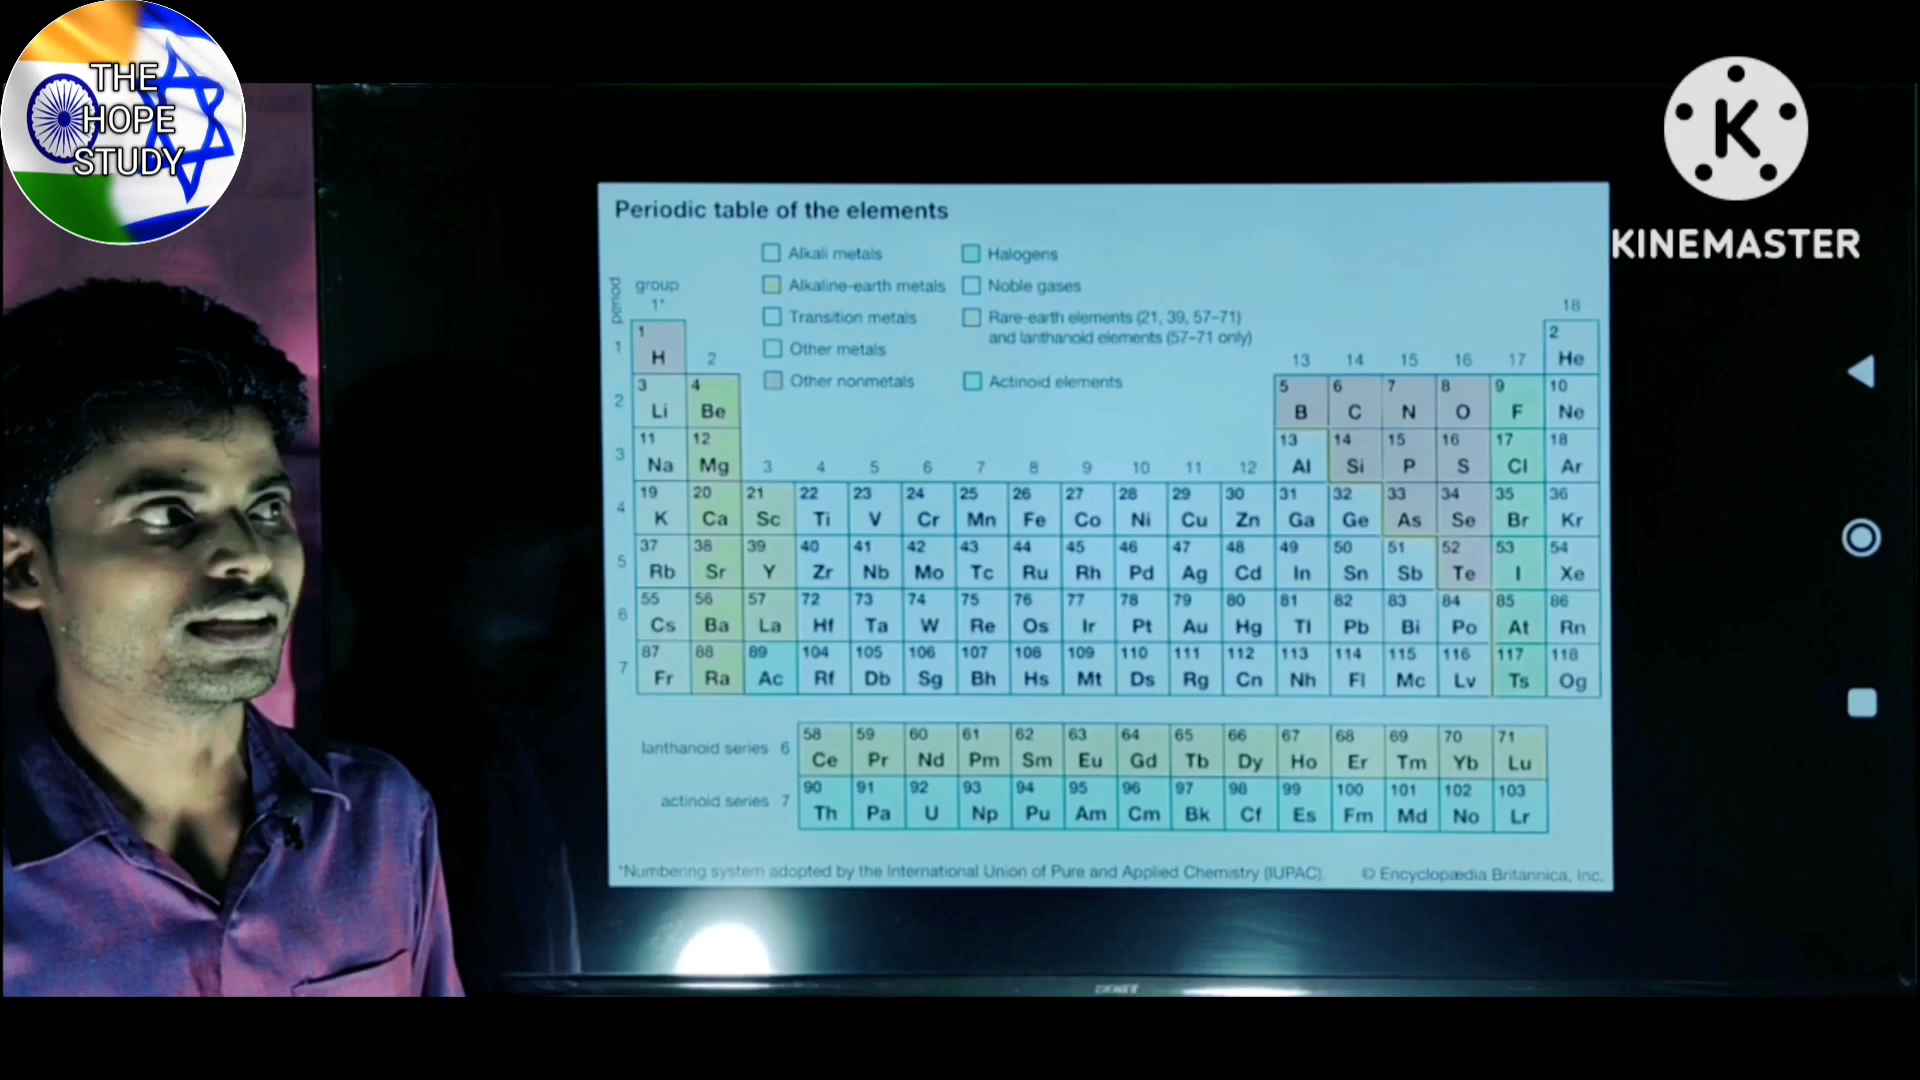 THE
HOPE
STUDY
K
KINEMASTER
Periodic table of the elements
Alkali metals
Alkaline-earth metals
Transition metals
Other metals
Other nonmetals
Halogens
Noble gases
Rare-earth elements (21, 39, 57–71)
and lanthanoid elements (57–71 only)
Actinoid elements
period
group
1* 18
1 1 2
H 2 He
13 14 15 16 17
2 3 4 5 6 7 8 9 10
Li Be B C N O F Ne
3 11 12 13 14 15 16 17 18
Na Mg 3 4 5 6 7 8 9 10 11 12 Al Si P S Cl Ar
4 19 20 21 22 23 24 25 26 27 28 29 30 31 32 33 34 35 36
K Ca Sc Ti V Cr Mn Fe Co Ni Cu Zn Ga Ge As Se Br Kr
5 37 38 39 40 41 42 43 44 45 46 47 48 49 50 51 52 53 54
Rb Sr Y Zr Nb Mo Tc Ru Rh Pd Ag Cd In Sn Sb Te I Xe
6 55 56 57 72 73 74 75 76 77 78 79 80 81 82 83 84 85 86
Cs Ba La Hf Ta W Re Os Ir Pt Au Hg Tl Pb Bi Po At Rn
7 87 88 89 104 105 106 107 108 109 110 111 112 113 114 115 116 117 118
Fr Ra Ac Rf Db Sg Bh Hs Mt Ds Rg Cn Nh Fl Mc Lv Ts Og
lanthanoid series 6 58 59 60 61 62 63 64 65 66 67 68 69 70 71
Ce Pr Nd Pm Sm Eu Gd Tb Dy Ho Er Tm Yb Lu
actinoid series 7 90 91 92 93 94 95 96 97 98 99 100 101 102 103
Th Pa U Np Pu Am Cm Bk Cf Es Fm Md No Lr
*Numbering system adopted by the International Union of Pure and Applied Chemistry (IUPAC). © Encyclopædia Britannica, Inc.